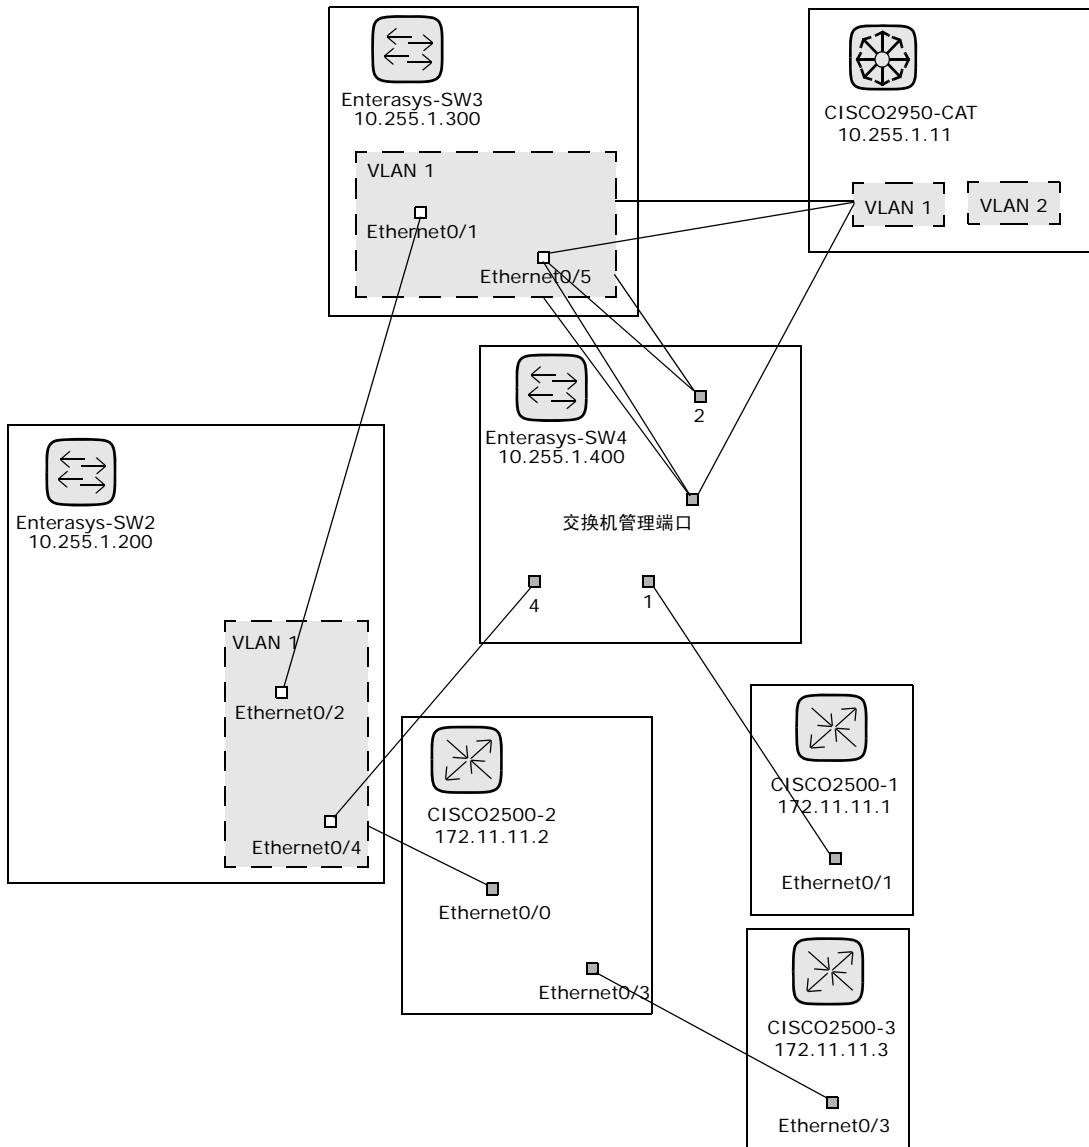 Enterasys-SW3
10.255.1.300
VLAN 1
Ethernet0/1
Ethernet0/5
CISCO2950-CAT
10.255.1.11
VLAN 1
VLAN 2
Enterasys-SW4
10.255.1.400
2
交换机管理端口
4
1
Enterasys-SW2
10.255.1.200
VLAN 1
Ethernet0/2
Ethernet0/4
CISCO2500-2
172.11.11.2
Ethernet0/0
Ethernet0/3
CISCO2500-1
172.11.11.1
Ethernet0/1
CISCO2500-3
172.11.11.3
Ethernet0/3